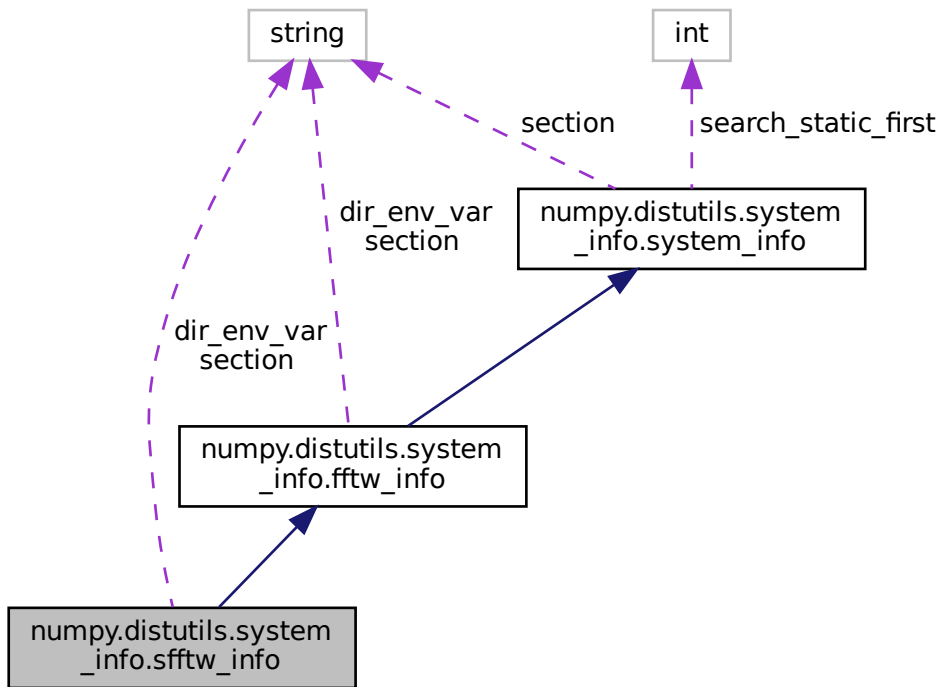 string
int
section
search_static_first
dir_env_var
section
numpy.distutils.system
_info.system_info
dir_env_var
section
numpy.distutils.system
_info.fftw_info
numpy.distutils.system
_info.sfftw_info